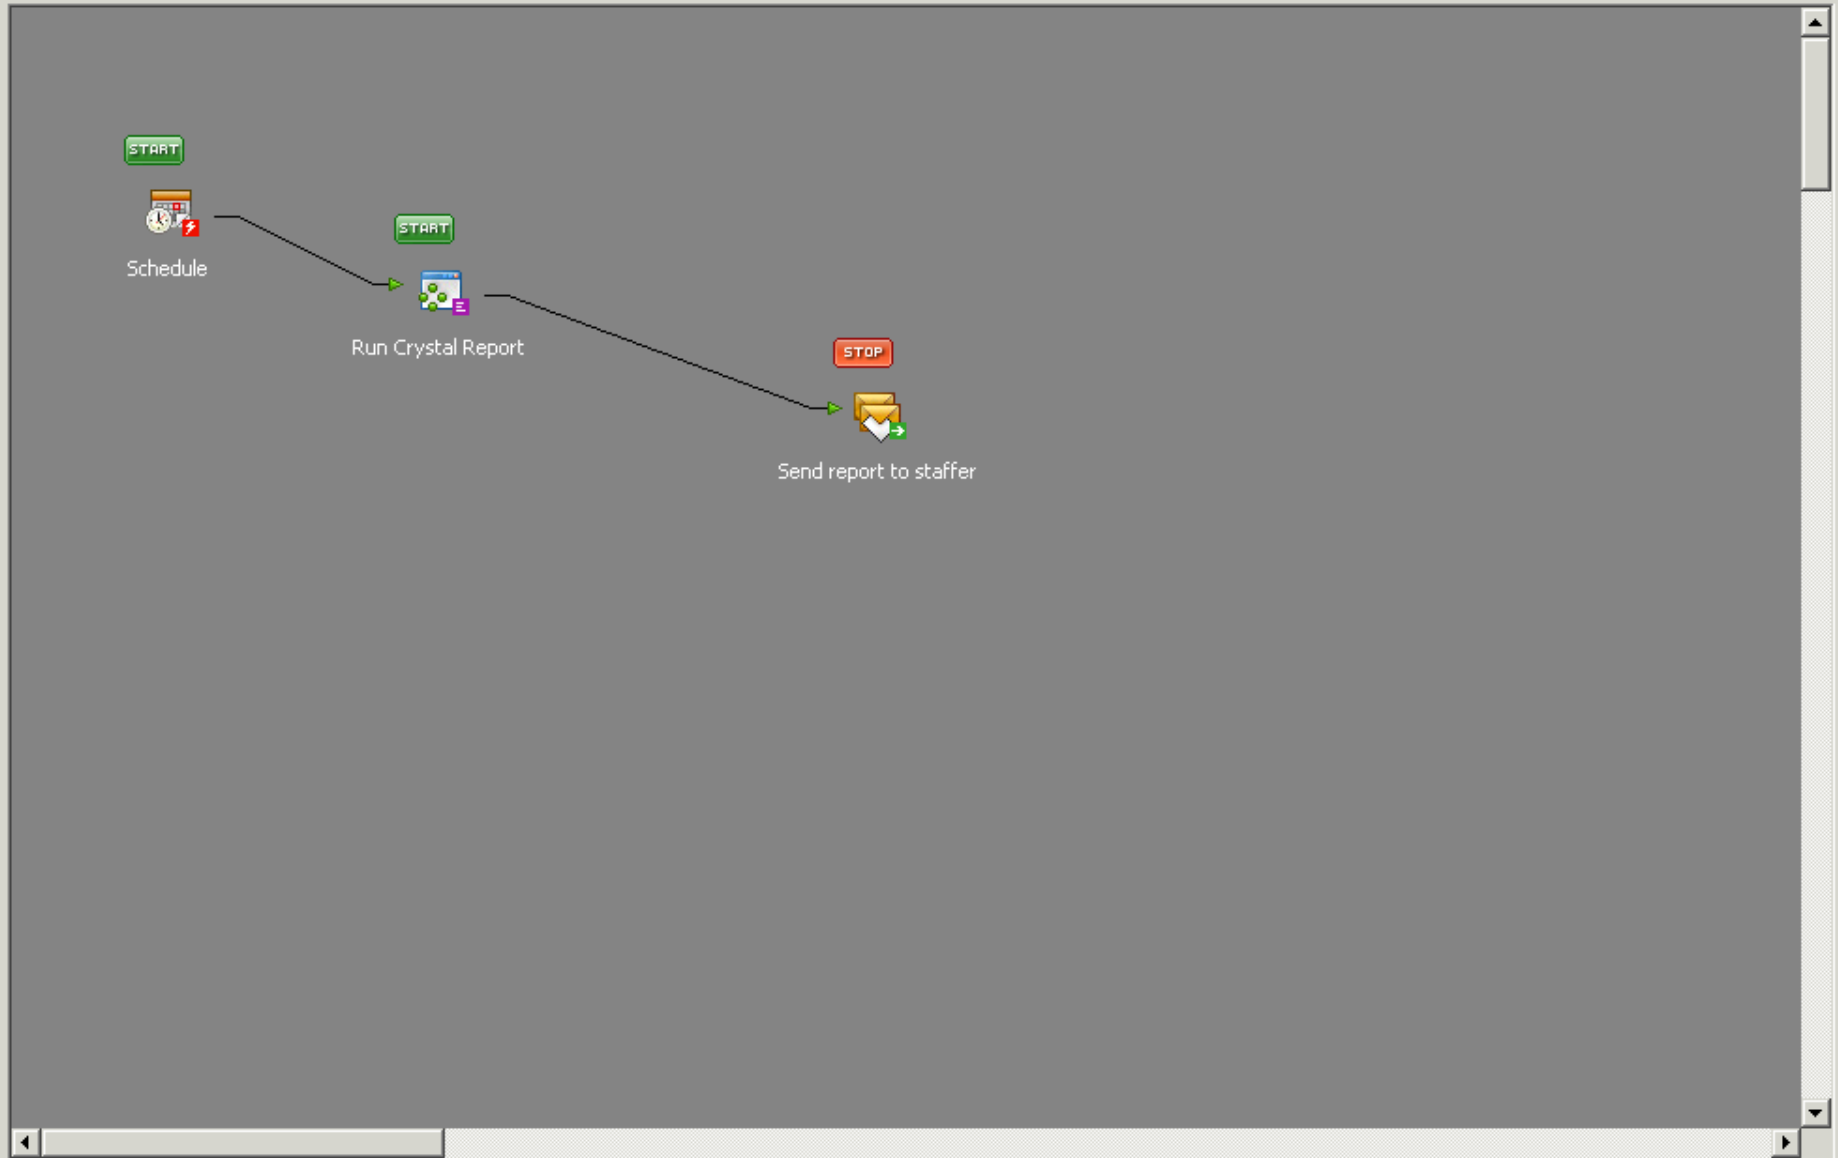 START
Schedule
START
Run Crystal Report
STOP
Send report to staffer